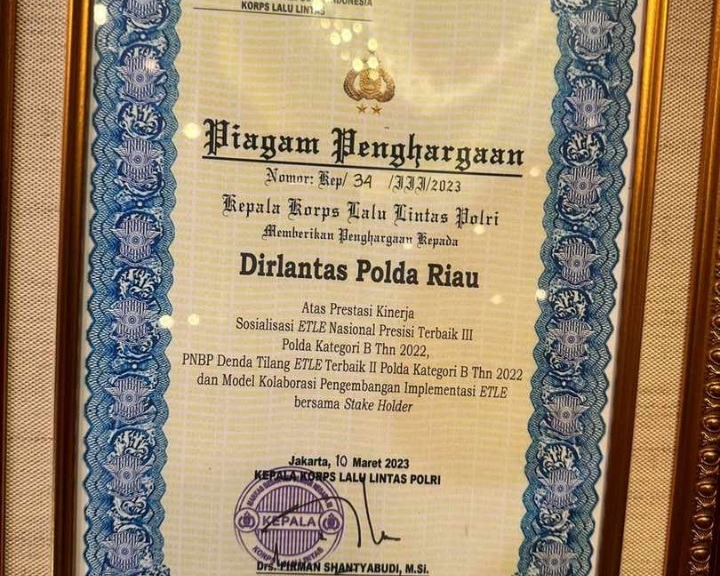 INDONESIA
KORPS LALU LINTAS
Piagam Penghargaan
Nomor: Kep/ 34 /III/2023
Kepala Korps Lalu Lintas Polri
Memberikan Penghargaan Kepada
Dirlantas Polda Riau
Atas Prestasi Kinerja
Sosialisasi ETLE Nasional Presisi Terbaik III
Polda Kategori B Thn 2022,
PNBP Denda Tilang ETLE Terbaik II Polda Kategori B Thn 2022
dan Model Kolaborasi Pengembangan Implementasi ETLE
bersama Stake Holder
Jakarta, 10 Maret 2023
KEPALA KORPS LALU LINTAS POLRI
KEPALA
Drs. FIRMAN SHANTYABUDI, M.Si.